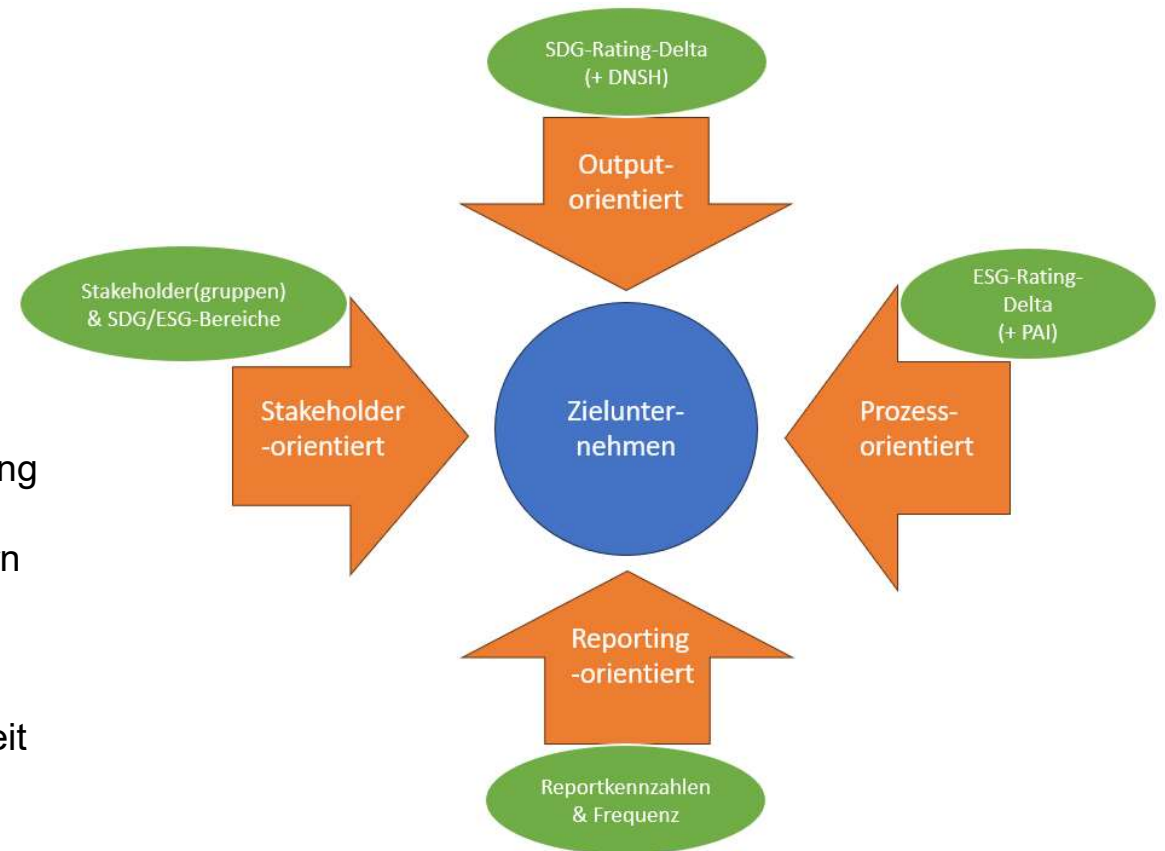 SDG-Rating-Delta
(+ DNSH)
Output-
orientiert
Stakeholder(gruppen)
& SDG/ESG-Bereiche
ESG-Rating-
Delta
(+ PAI)
Stakeholder
-orientiert
Zielunter-
nehmen
Prozess-
orientiert
ng
n
eit
Reporting
-orientiert
Reportkennzahlen
& Frequenz